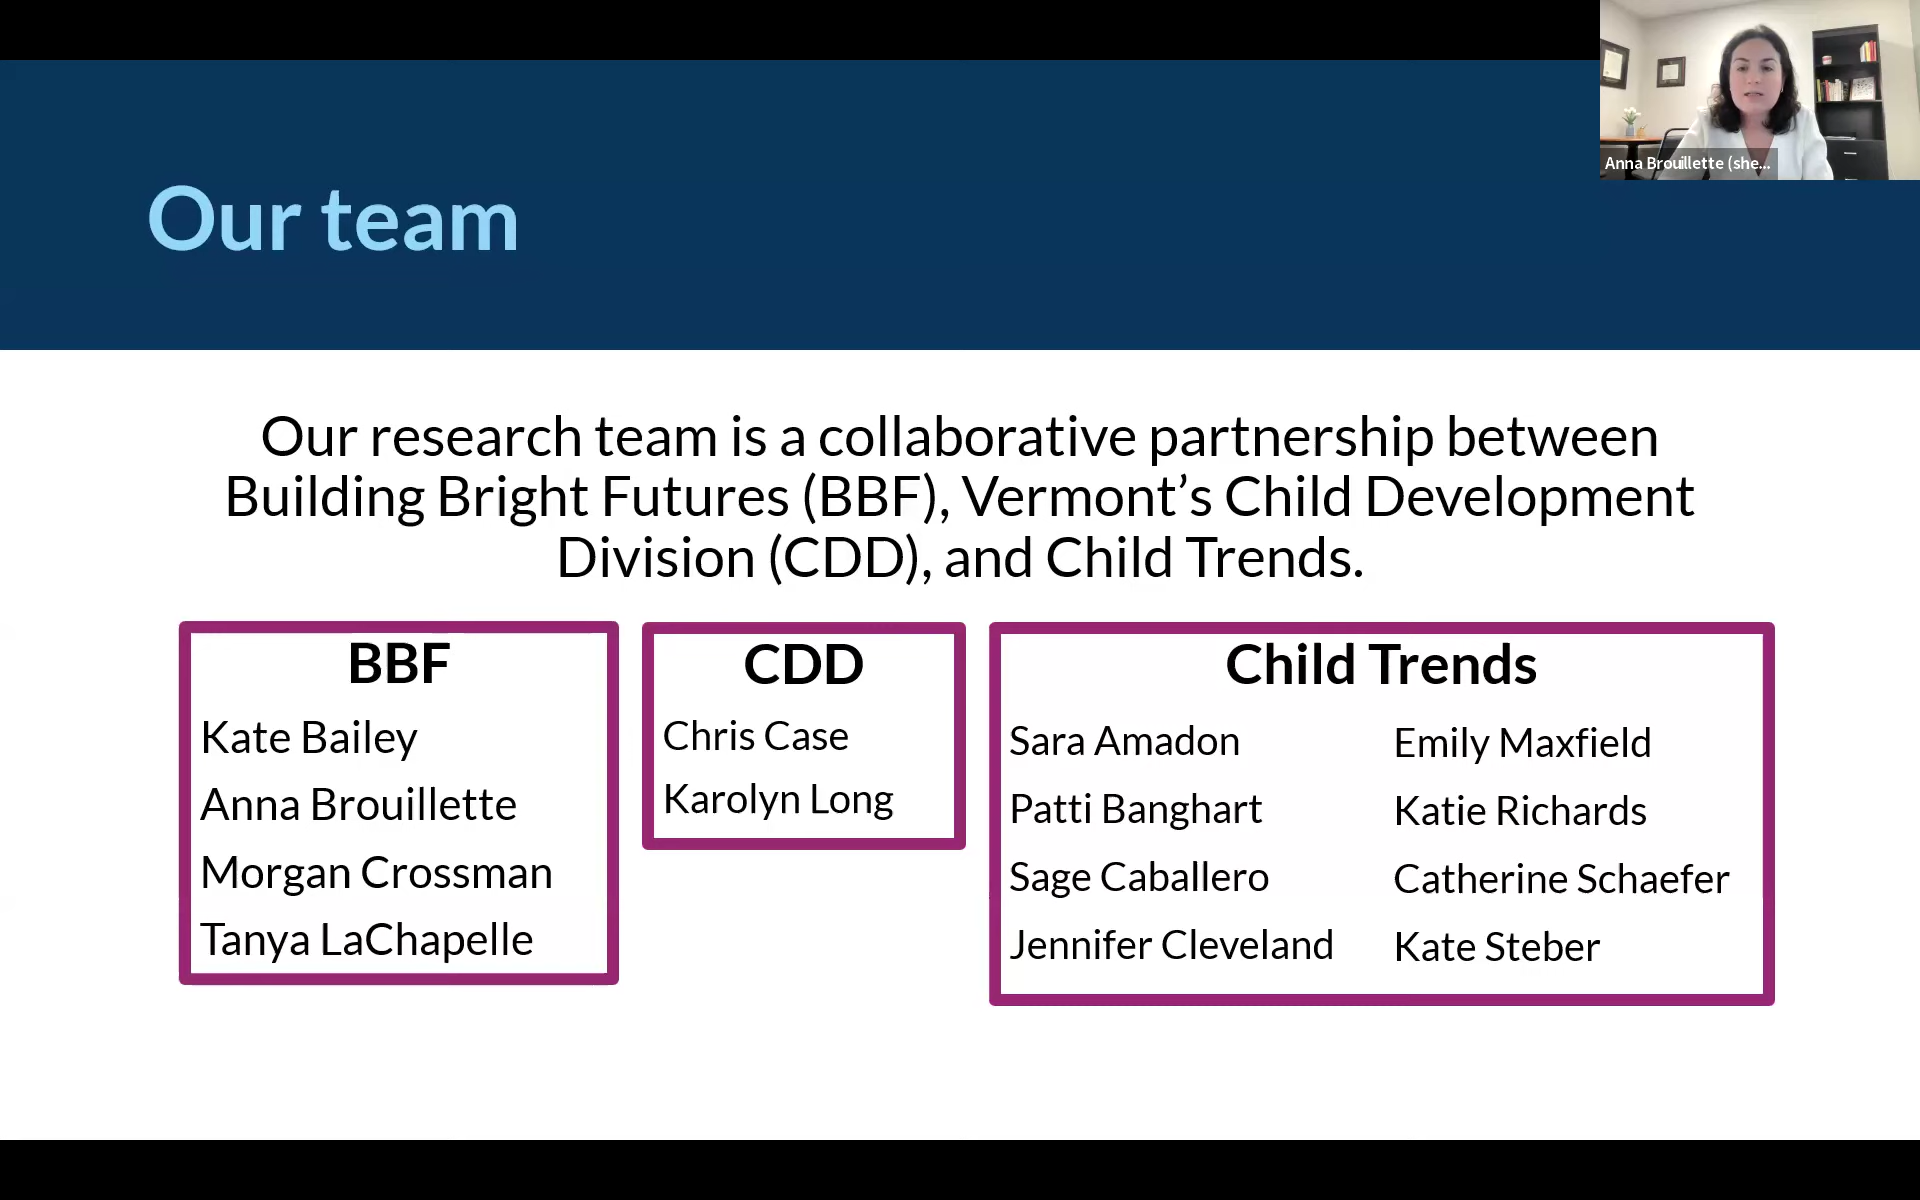 Anna Brouillette (she...
Our team
Our research team is a collaborative partnership between
Building Bright Futures (BBF), Vermont’s Child Development
Division (CDD), and Child Trends.
BBF
Kate Bailey
Anna Brouillette
Morgan Crossman
Tanya LaChapelle
CDD
Chris Case
Karolyn Long
Child Trends
Sara Amadon
Patti Banghart
Sage Caballero
Jennifer Cleveland
Emily Maxfield
Katie Richards
Catherine Schaefer
Kate Steber